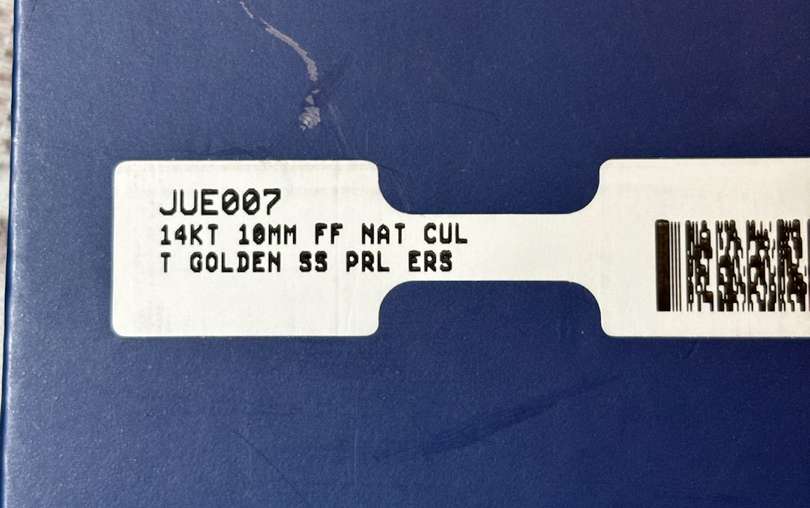 JUE007
14KT 10MM FF NAT CUL
T GOLDEN SS PRL ERS